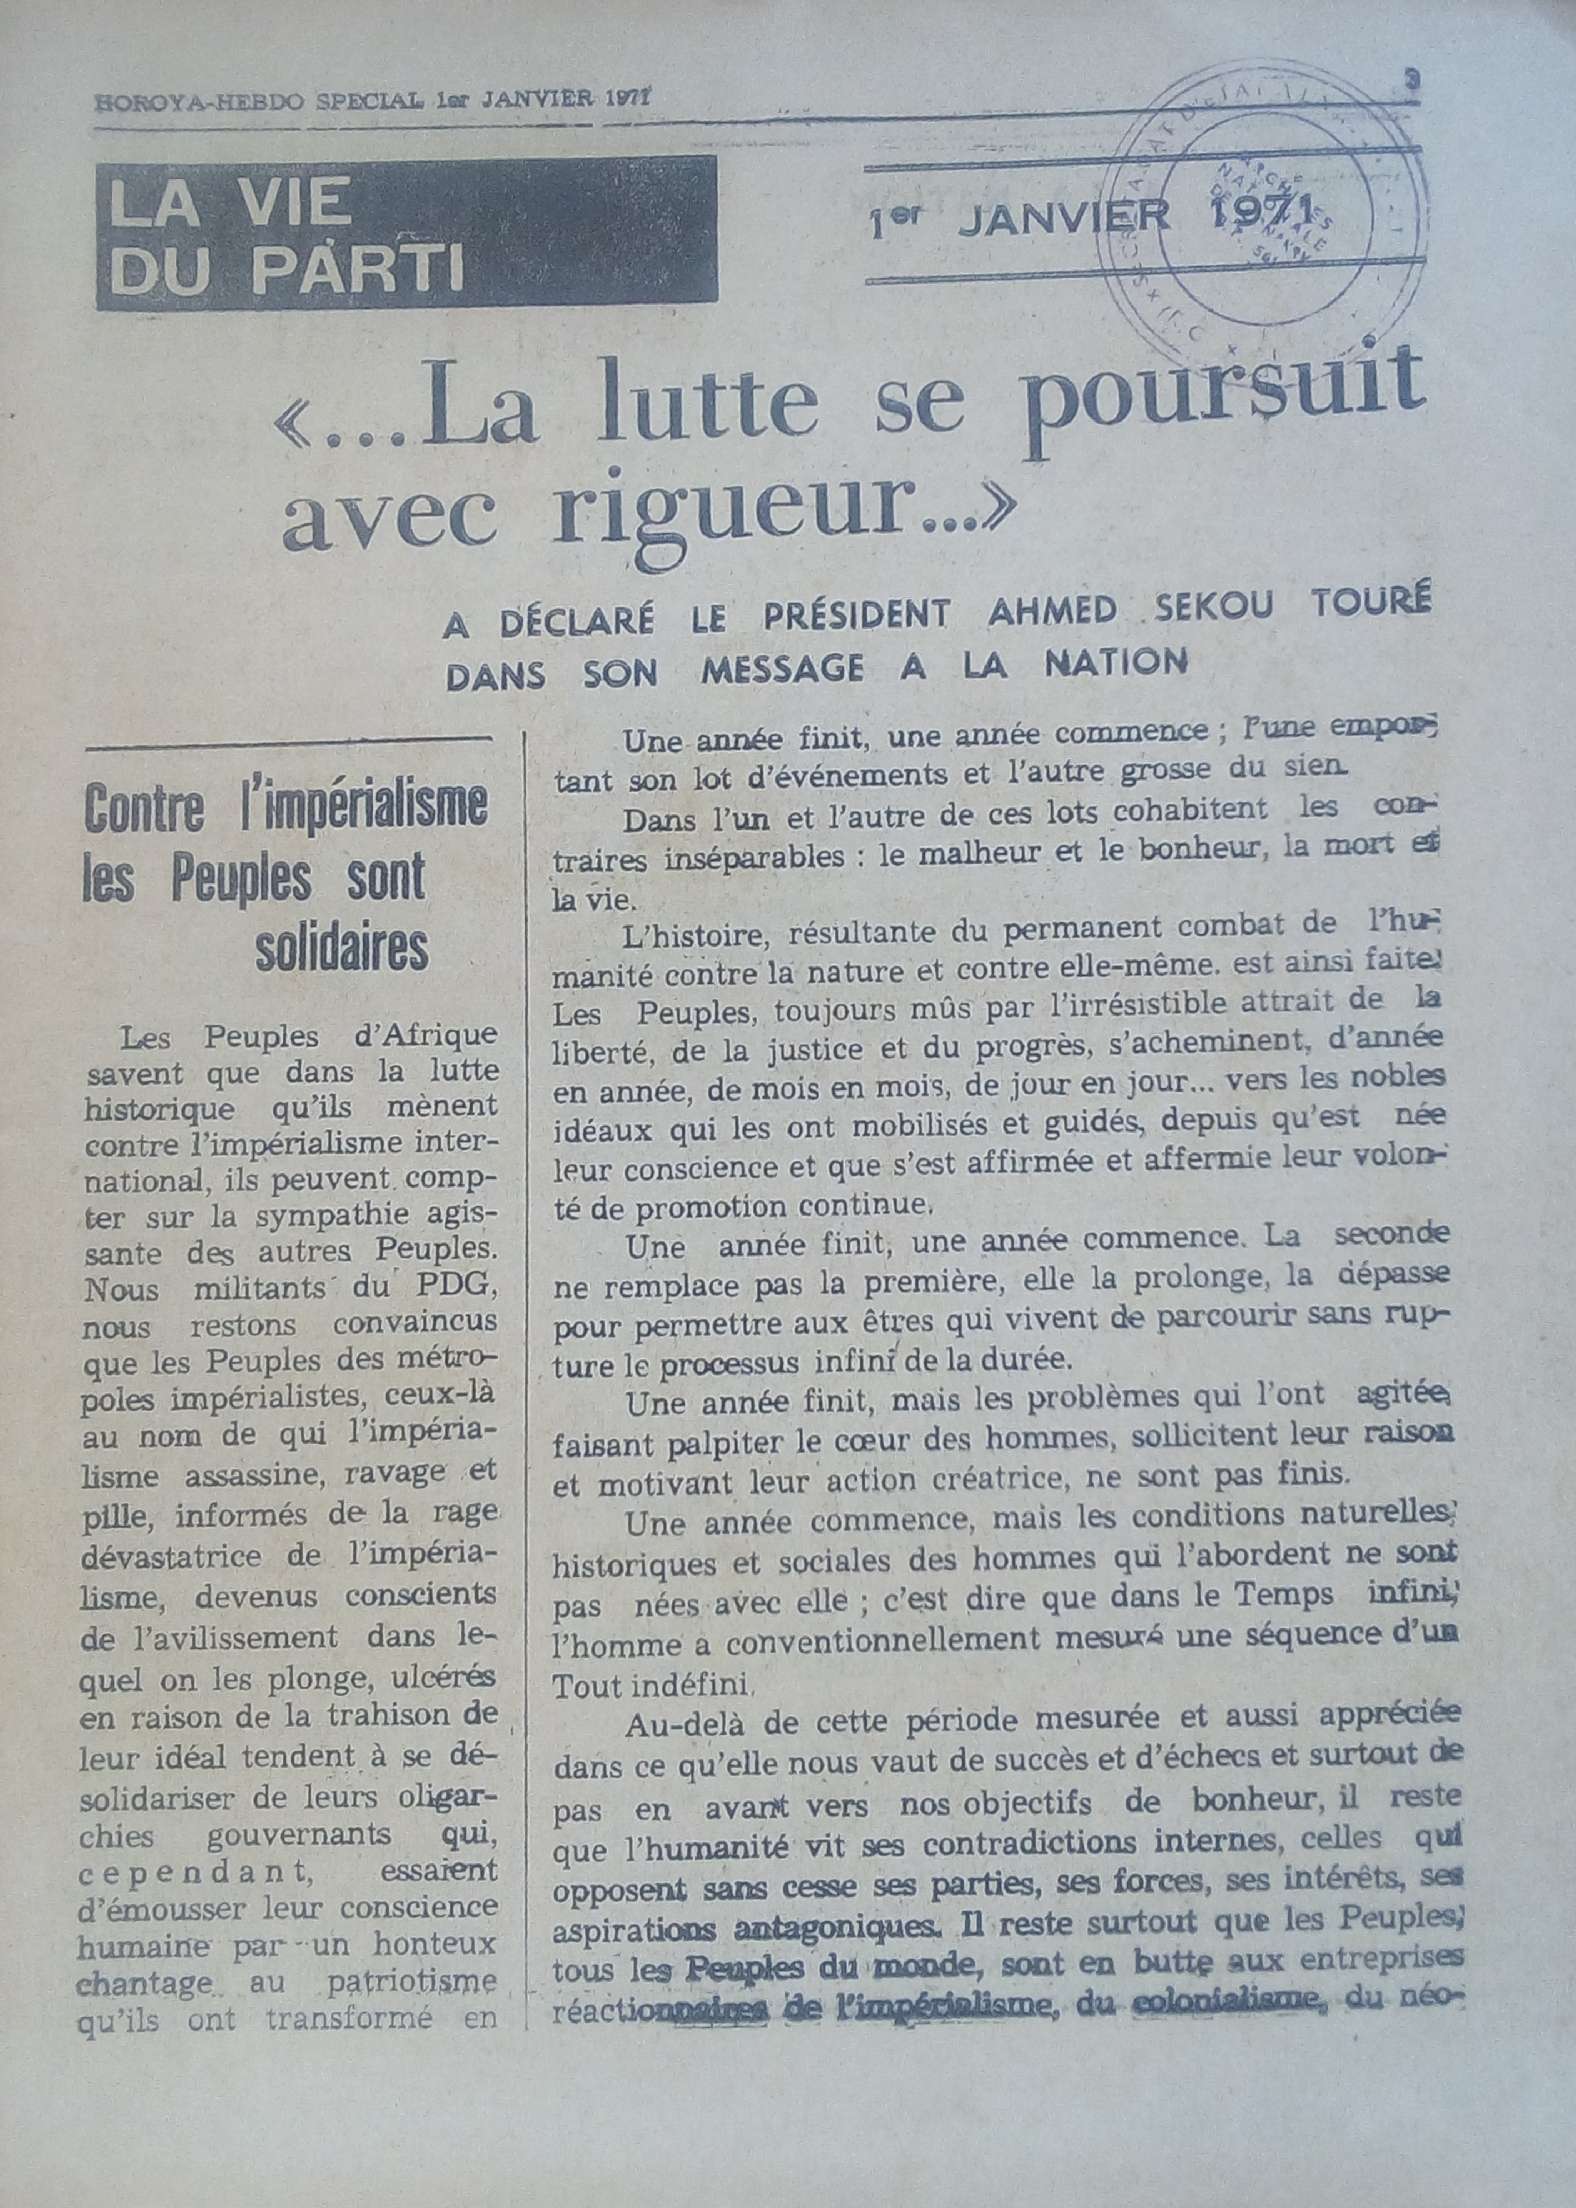 HOROYA-HEBDO SPECIAL 1er JANVIER 1971
LA VIE
DU PARTI
1er JANVIER 1971
ARCHIVES
NATIONALE
«...La lutte se poursuit
avec rigueur...»
A DÉCLARÉ LE PRÉSIDENT AHMED SEKOU TOURÉ
DANS SON MESSAGE A LA NATION
Contre l'impérialisme
les Peuples sont
solidaires
Les Peuples d'Afrique
savent que dans la lutte
historique qu'ils mènent
contre l'impérialisme inter-
national, ils peuvent comp-
ter sur la sympathie agis-
sante des autres Peuples.
Nous militants du PDG,
nous restons convaincus
que les Peuples des métro-
poles impérialistes, ceux-là
au nom de qui l'impéria-
lisme assassine, ravage et
pille, informés de la rage
dévastatrice de l'impéria-
lisme, devenus conscients
de l'avilissement dans le-
quel on les plonge, ulcérés
en raison de la trahison de
leur idéal tendent à se dé-
solidariser de leurs oligar-
chies gouvernants qui,
cependant, essaient
d'émousser leur conscience
humaine par un honteux
chantage au patriotisme
qu'ils ont transformé en
Une année finit, une année commence ; l'une empor-
tant son lot d'événements et l'autre grosse du sien.
Dans l'un et l'autre de ces lots cohabitent les con-
traires inséparables : le malheur et le bonheur, la mort et
la vie.
L'histoire, résultante du permanent combat de l'hu-
manité contre la nature et contre elle-même. est ainsi faite.
Les Peuples, toujours mûs par l'irrésistible attrait de la
liberté, de la justice et du progrès, s'acheminent, d'année
en année, de mois en mois, de jour en jour... vers les nobles
idéaux qui les ont mobilisés et guidés, depuis qu'est née
leur conscience et que s'est affirmée et affermie leur volon-
té de promotion continue.
Une année finit, une année commence. La seconde
ne remplace pas la première, elle la prolonge, la dépasse
pour permettre aux êtres qui vivent de parcourir sans rup-
ture le processus infini de la durée.
Une année finit, mais les problèmes qui l'ont agitée,
faisant palpiter le cœur des hommes, sollicitent leur raison
et motivant leur action créatrice, ne sont pas finis.
Une année commence, mais les conditions naturelles,
historiques et sociales des hommes qui l'abordent ne sont
pas nées avec elle ; c'est dire que dans le Temps infini,
l'homme a conventionnellement mesuré une séquence d'un
Tout indéfini.
Au-delà de cette période mesurée et aussi appréciée
dans ce qu'elle nous vaut de succès et d'échecs et surtout de
pas en avant vers nos objectifs de bonheur, il reste
que l'humanité vit ses contradictions internes, celles qui
opposent sans cesse ses parties, ses forces, ses intérêts, ses
aspirations antagoniques. Il reste surtout que les Peuples,
tous les Peuples du monde, sont en butte aux entreprises
réactionnaires de l'impérialisme, du colonialisme, du néo-